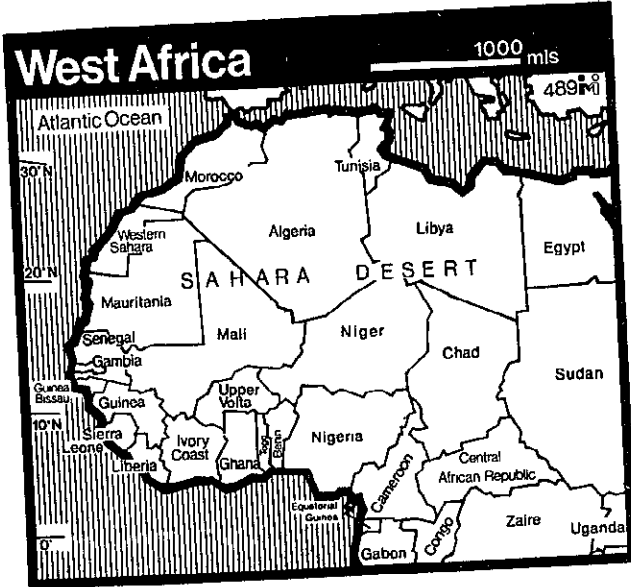 West Africa
1000 mls
489
Atlantic Ocean
30°N
Morocco
Tunisia
Algeria
Libya
Egypt
Western
Sahara
20°N
SAHARA DESERT
Mauritania
Mali
Niger
Chad
Sudan
Senegal
Gambia
Guinea
Bissau
Guinea
Upper
Volta
10°N
Sierra
Leone
Liberia
Ivory
Coast
Ghana
Togo
Benin
Nigeria
Cameroon
Central
African Republic
Equatorial
Guinea
0°
Gabon
Congo
Zaire
Uganda